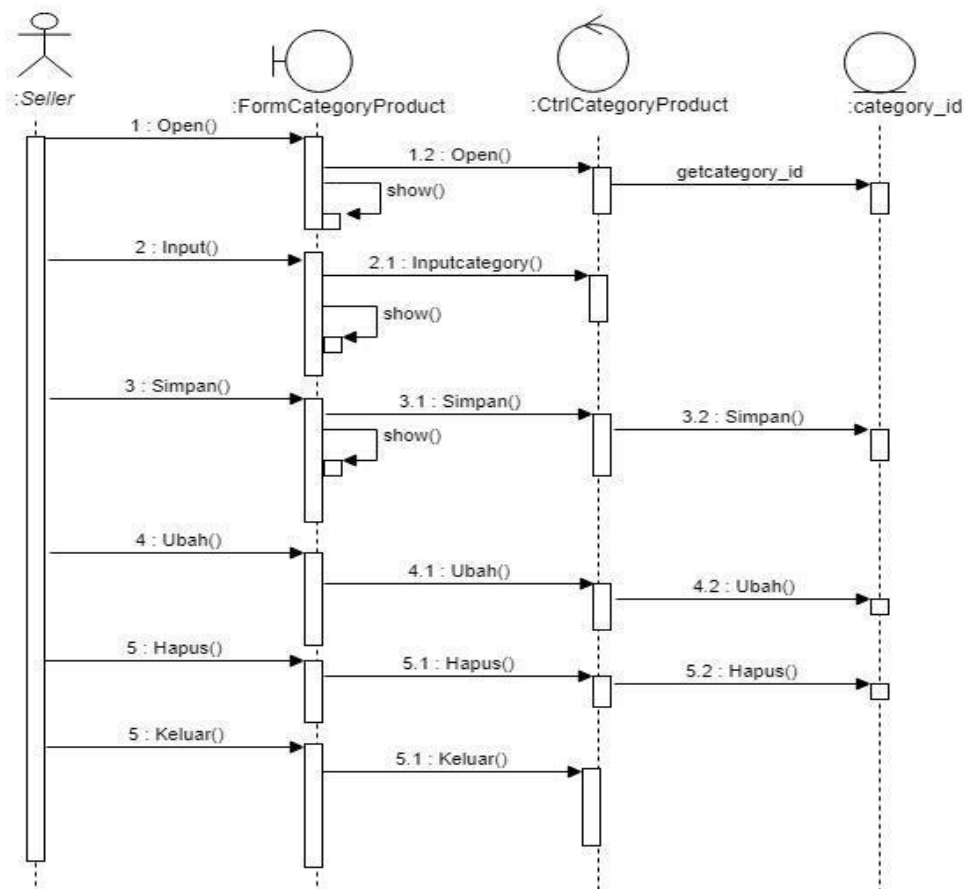 :Seller
:FormCategoryProduct
:CtrlCategoryProduct
:category_id
1 : Open()
1.2 : Open()
getcategory_id
show()
2 : Input()
2.1 : Inputcategory()
show()
3 : Simpan()
3.1 : Simpan()
3.2 : Simpan()
show()
4 : Ubah()
4.1 : Ubah()
4.2 : Ubah()
5 : Hapus()
5.1 : Hapus()
5.2 : Hapus()
5 : Keluar()
5.1 : Keluar()